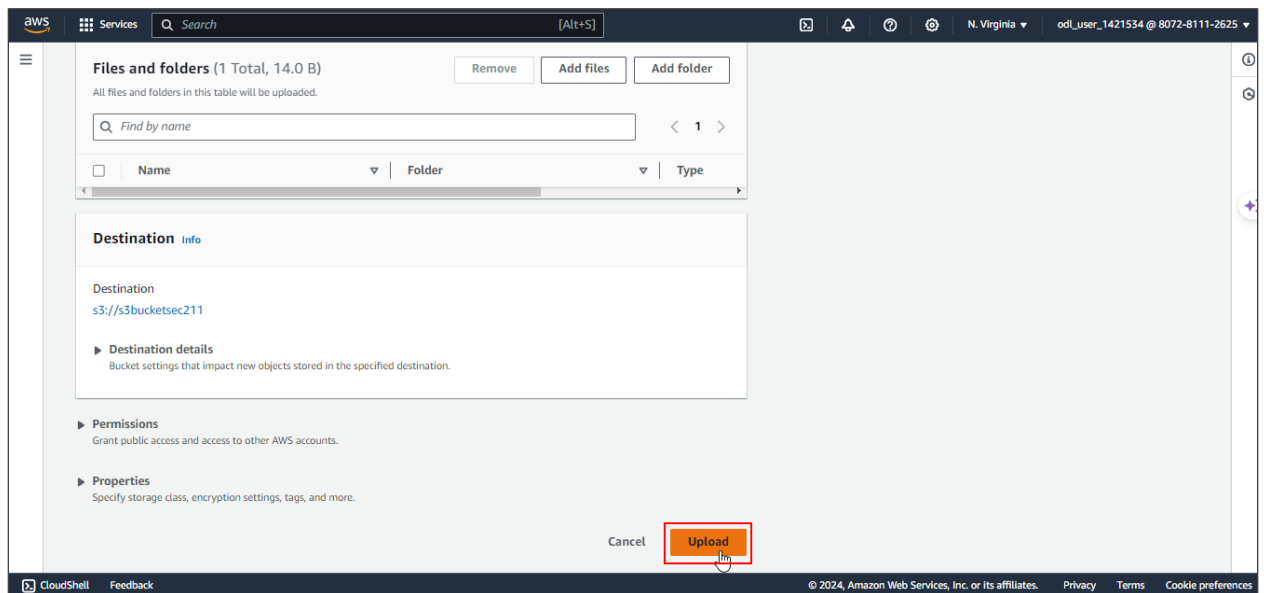 aws Services Search [Alt+S] N. Virginia odl_user_1421534 @ 8072-8111-2625
Files and folders (1 Total, 14.0 B) Remove Add files Add folder
All files and folders in this table will be uploaded.
Find by name 1
Name Folder Type
Destination Info
Destination
s3://s3bucketsec211
Destination details
Bucket settings that impact new objects stored in the specified destination.
Permissions
Grant public access and access to other AWS accounts.
Properties
Specify storage class, encryption settings, tags, and more.
Cancel Upload
CloudShell Feedback © 2024, Amazon Web Services, Inc. or its affiliates. Privacy Terms Cookie preferences